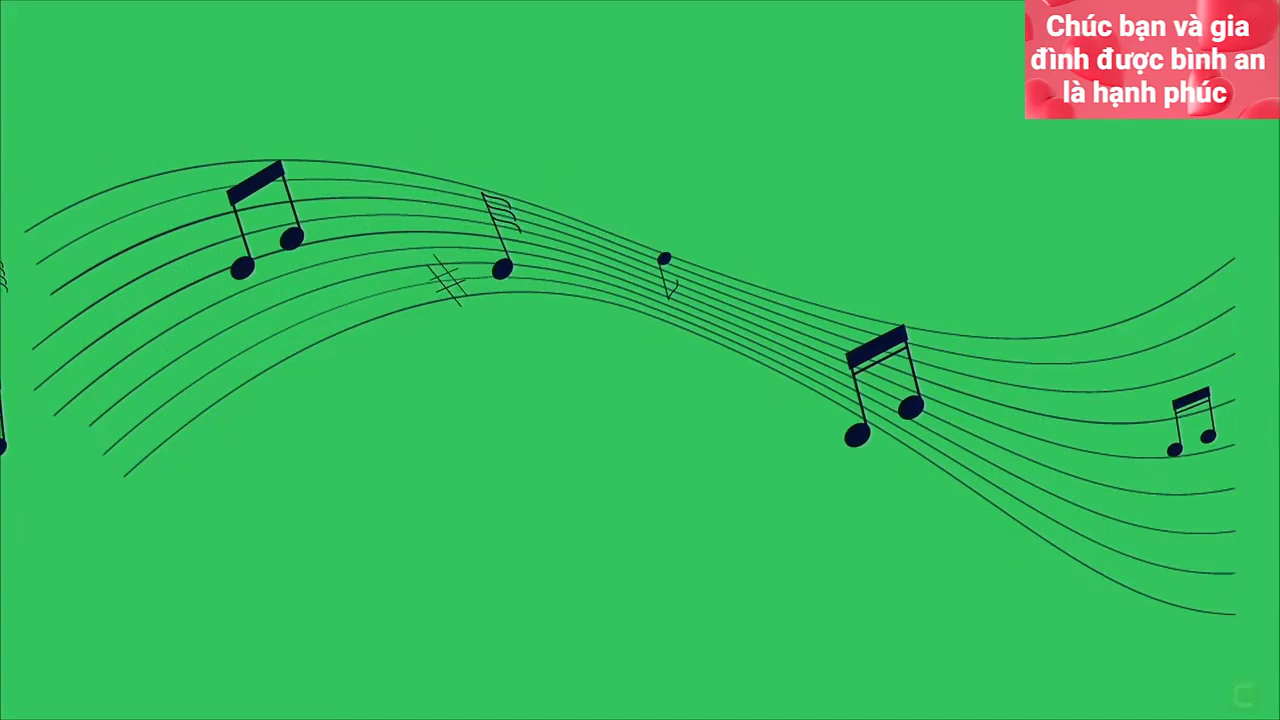 Chúc bạn và gia
đình được bình an
là hạnh phúc